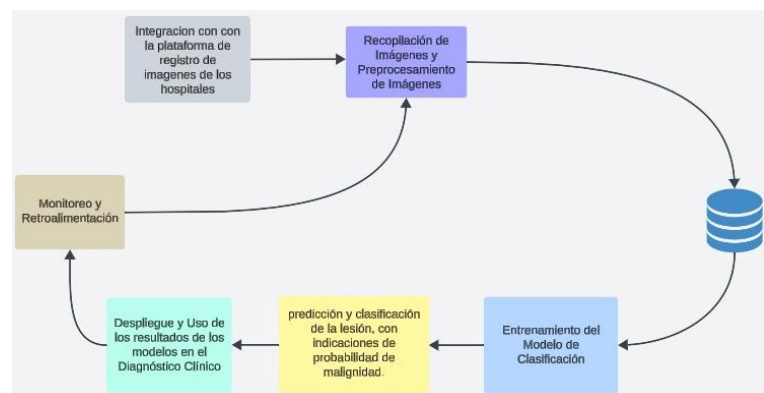 Integracion con con
la plataforma de
registro de
imagenes de los
hospitales
Recopilación de
Imágenes y
Preprocesamiento
de Imágenes
Monitoreo y
Retroalimentación
Despliegue y Uso de
los resultados de los
modelos en el
Diagnóstico Clínico
predicción y clasificación
de la lesión, con
indicaciones de
probabilidad de
malignidad.
Entrenamiento del
Modelo de
Clasificación